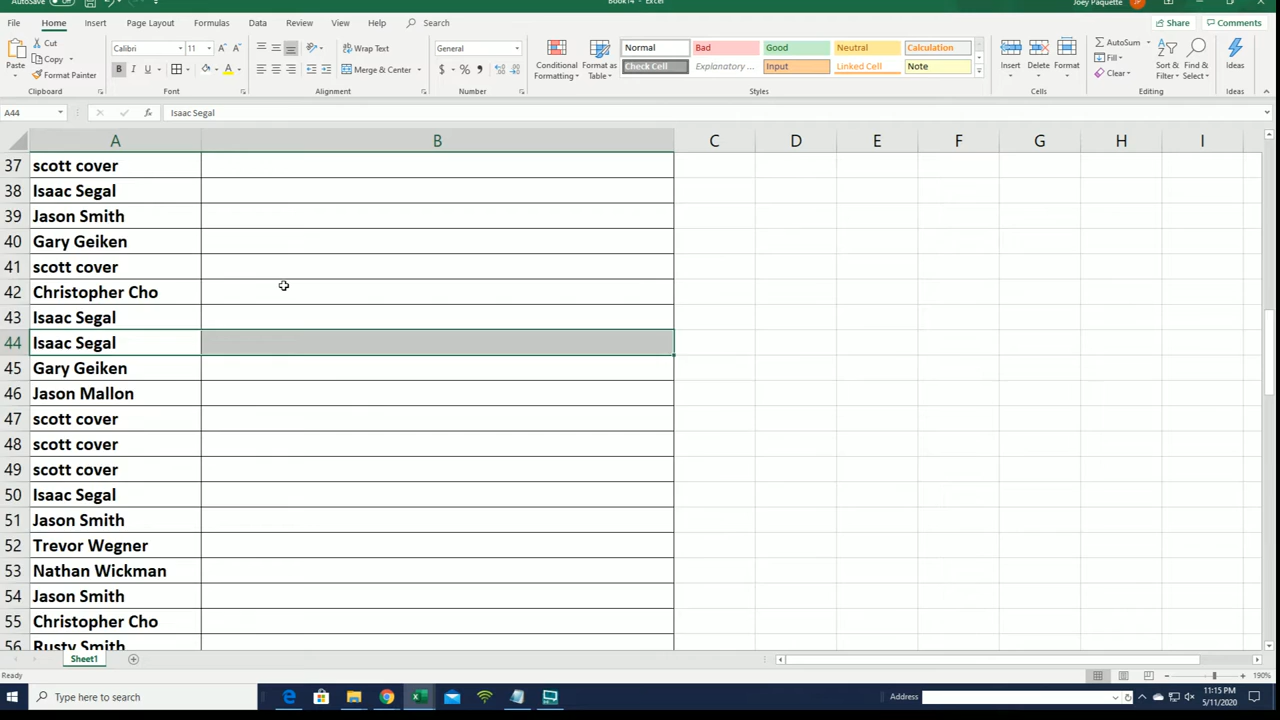 AutoSave Off
Book14 - Excel
Joey Paquette JP
File Home Insert Page Layout Formulas Data Review View Help Search
Share Comments
Paste Cut Copy Format Painter
Calibri 11 A A
B I U A
Wrap Text
Merge & Center
General
$ % ,
Conditional Formatting
Format as Table
Normal Bad Good Neutral Calculation
Check Cell Explanatory ... Input Linked Cell Note
Insert Delete Format
AutoSum
Fill
Clear
Sort & Filter
Find & Select
Ideas
Clipboard Font Alignment Number Styles Cells Editing Ideas
A44 fx Isaac Segal
A B C D E F G H I
37 scott cover
38 Isaac Segal
39 Jason Smith
40 Gary Geiken
41 scott cover
42 Christopher Cho
43 Isaac Segal
44 Isaac Segal
45 Gary Geiken
46 Jason Mallon
47 scott cover
48 scott cover
49 scott cover
50 Isaac Segal
51 Jason Smith
52 Trevor Wegner
53 Nathan Wickman
54 Jason Smith
55 Christopher Cho
56 Rusty Smith
Sheet1
Ready 190%
Type here to search
Address
11:15 PM
5/11/2020